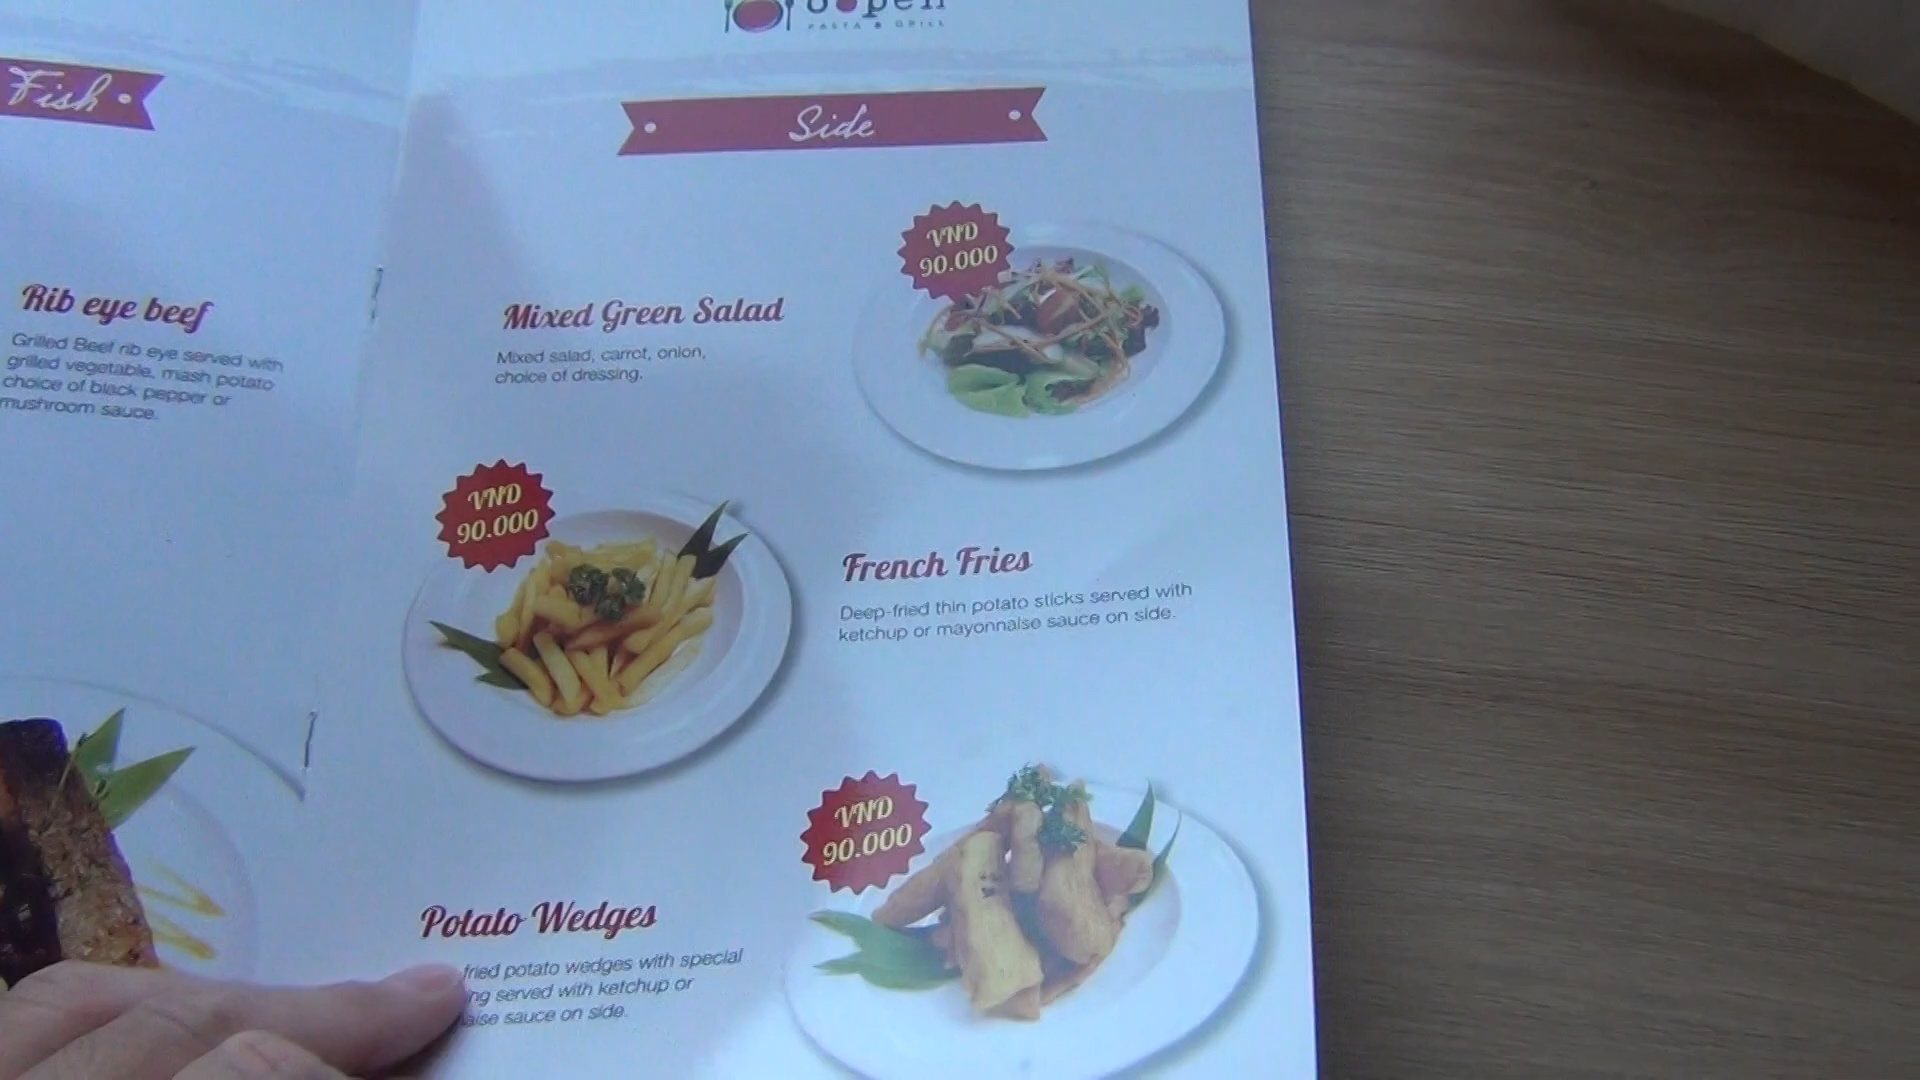 Fish
Rib eye beef
Grilled Beef rib eye served with
grilled vegetable, mash potato
choice of black pepper or
mushroom sauce.
PASTA & GRILL
Side
VND
90.000
Mixed Green Salad
Mixed salad, carrot, onion,
choice of dressing.
VND
90.000
French Fries
Deep-fried thin potato sticks served with
ketchup or mayonnaise sauce on side.
VND
90.000
Potato Wedges
fried potato wedges with special
served with ketchup or
sauce on side.